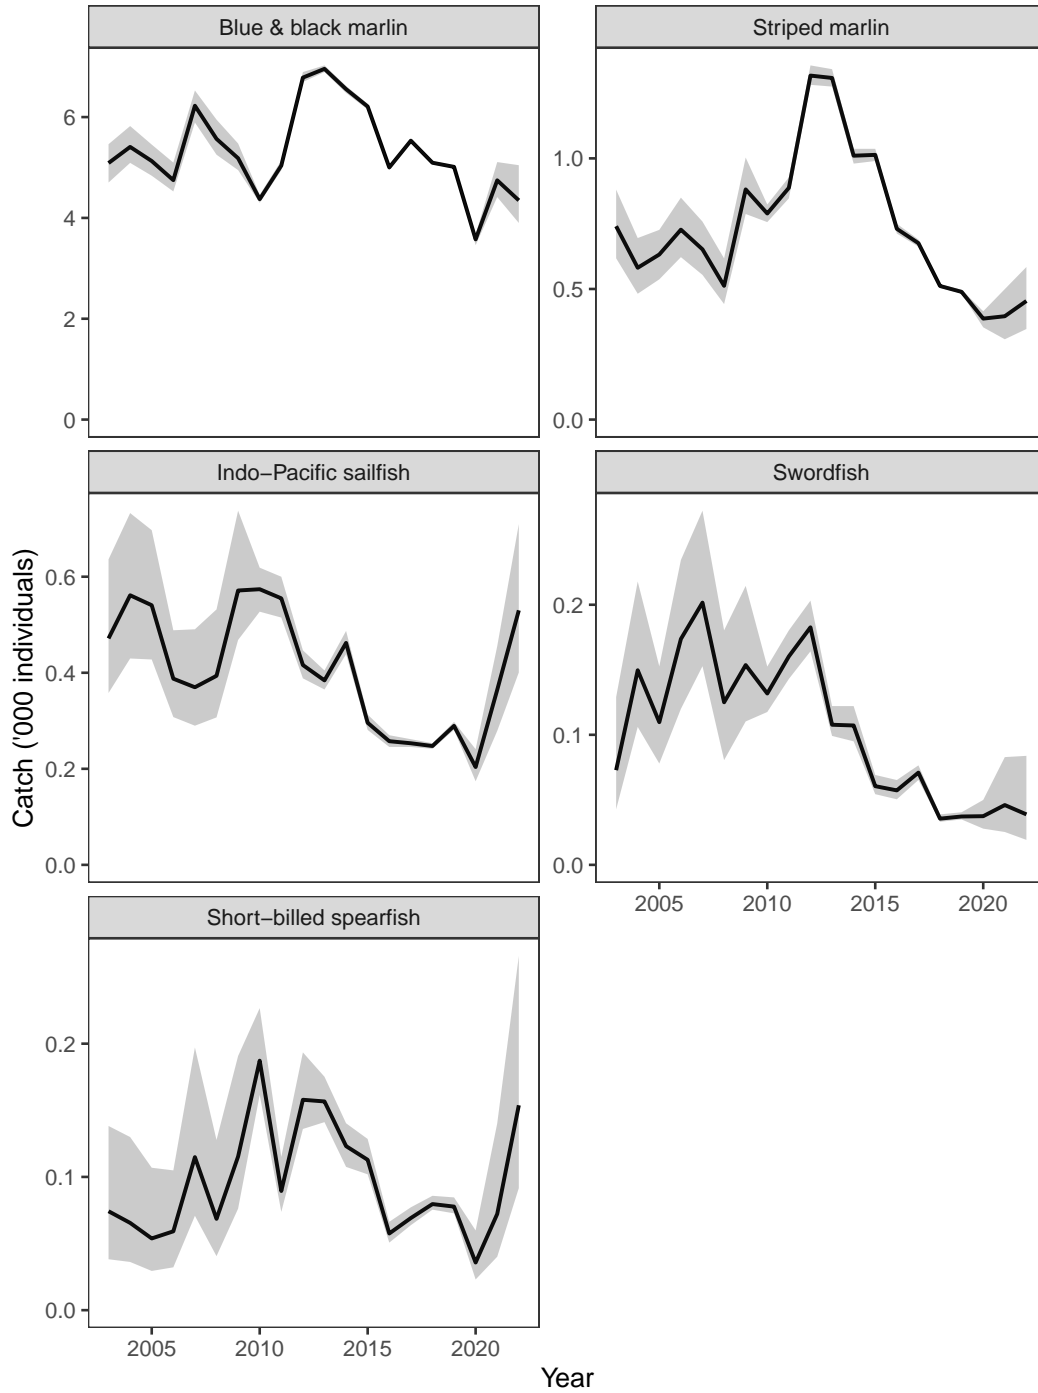 Blue & black marlin
Striped marlin
6
4
2
0
1.0
0.5
0.0
Indo−Pacific sailfish
Swordfish
Catch ('000 individuals)
0.6
0.4
0.2
0.0
0.2
0.1
0.0
2005 2010 2015 2020
Short−billed spearfish
0.2
0.1
0.0
2005 2010 2015 2020
Year